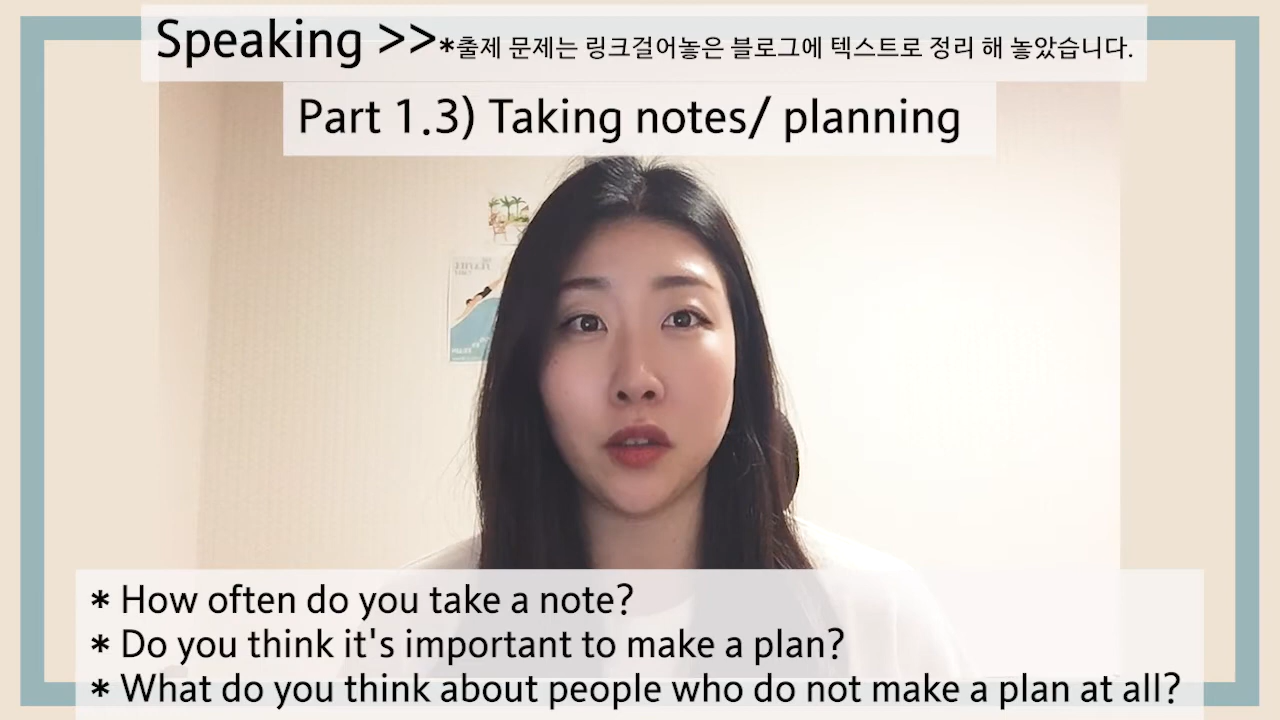 Speaking >>*출제 문제는 링크걸어놓은 블로그에 텍스트로 정리 해 놓았습니다.
Part 1.3) Taking notes/ planning
* How often do you take a note?
* Do you think it's important to make a plan?
* What do you think about people who do not make a plan at all?